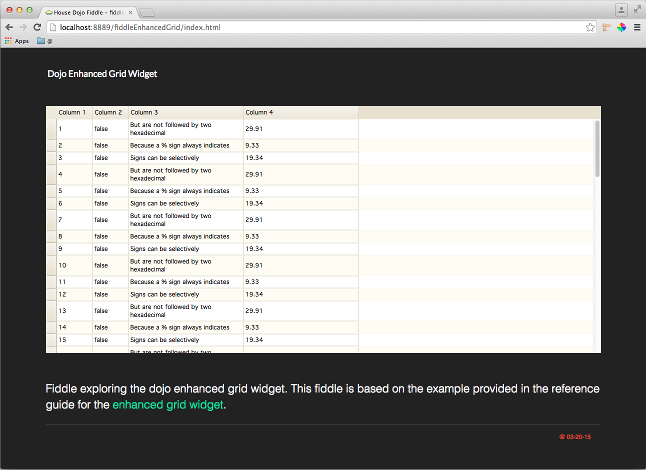 House Dojo Fiddle - fiddle
localhost:8889/fiddleEnhancedGrid/index.html
Apps @
Dojo Enhanced Grid Widget
Column 1 Column 2 Column 3 Column 4
1 false But are not followed by two hexadecimal 29.91
2 false Because a % sign always indicates 9.33
3 false Signs can be selectively 19.34
4 false But are not followed by two hexadecimal 29.91
5 false Because a % sign always indicates 9.33
6 false Signs can be selectively 19.34
7 false But are not followed by two hexadecimal 29.91
8 false Because a % sign always indicates 9.33
9 false Signs can be selectively 19.34
10 false But are not followed by two hexadecimal 29.91
11 false Because a % sign always indicates 9.33
12 false Signs can be selectively 19.34
13 false But are not followed by two hexadecimal 29.91
14 false Because a % sign always indicates 9.33
15 false Signs can be selectively 19.34
But are not followed by two
Fiddle exploring the dojo enhanced grid widget. This fiddle is based on the example provided in the reference
guide for the enhanced grid widget.
© 03-20-15